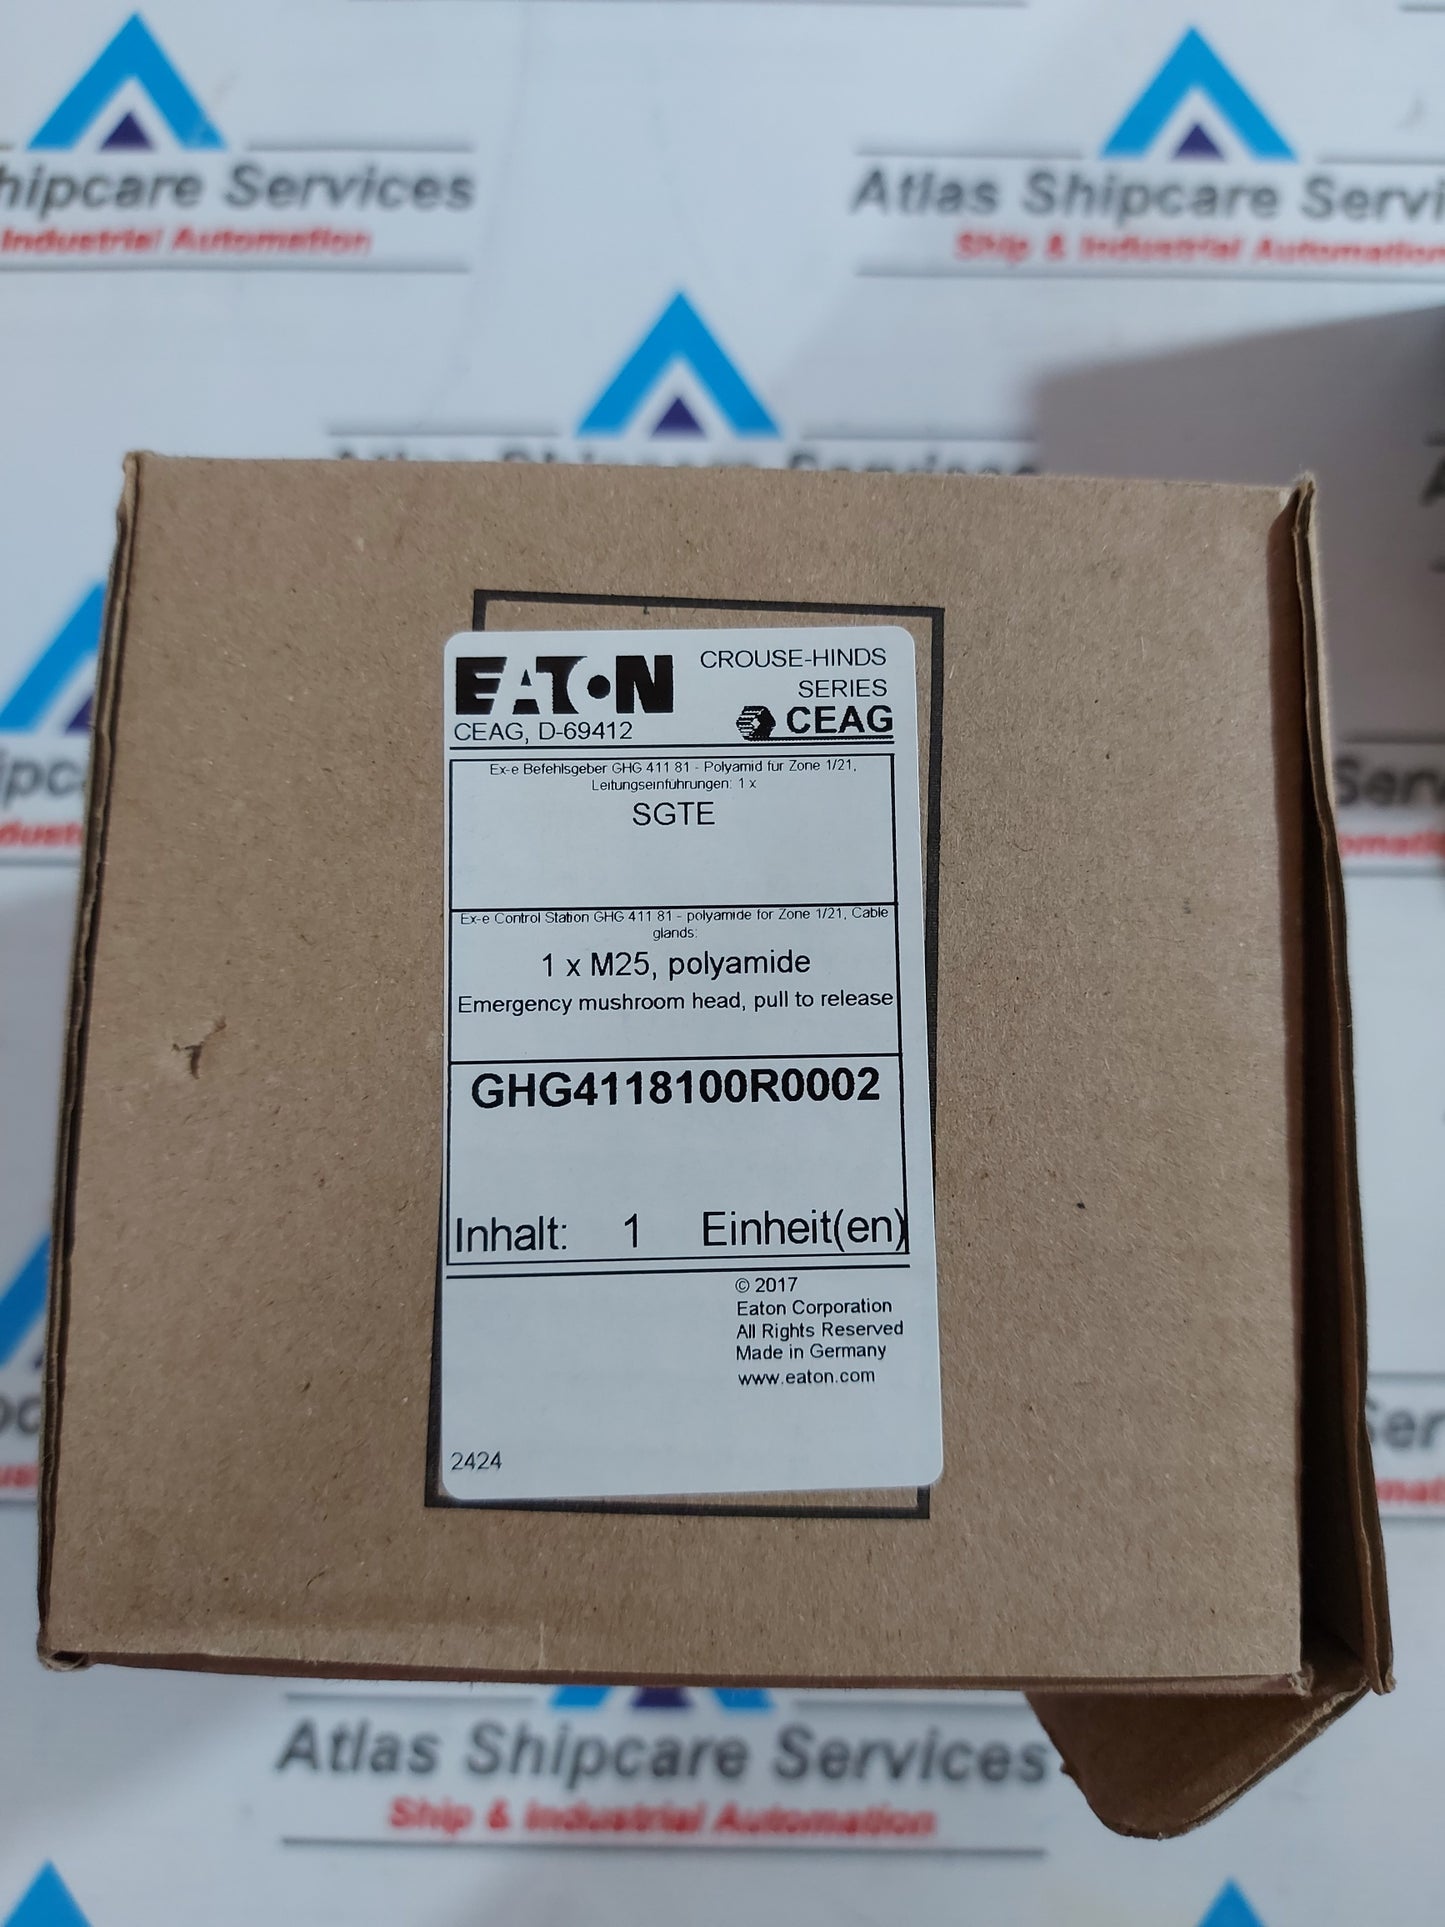 hipcare Services
Industrial Automation
Atlas Shipcare Servi
Ship & Industrial Automation
EATON
CROUSE-HINDS
SERIES
CEAG, D-69412
CEAG
Ex-e Befehlsgeber GHG 411 81 - Polyamid fur Zone 1/21,
Leitungseinführungen: 1 x
SGTE
Ex-e Control Station GHG 411 81 - polyamide for Zone 1/21, Cable
glands:
1 x M25, polyamide
Emergency mushroom head, pull to release
GHG4118100R0002
Inhalt: 1 Einheit(en)
© 2017
Eaton Corporation
All Rights Reserved
Made in Germany
www.eaton.com
2424
Atlas Shipcare Services
Ship & Industrial Automation